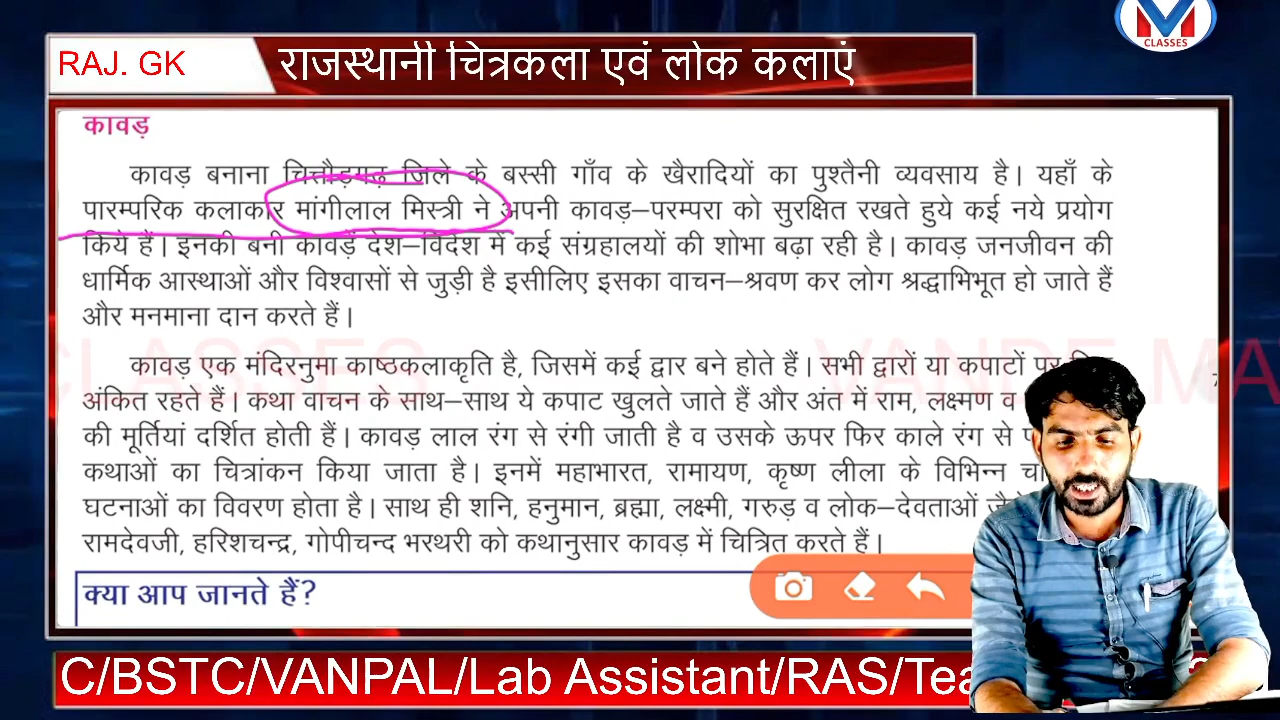 CLASSES
RAJ. GK
राजस्थानी चित्रकला एवं लोक कलाएं
कावड़
कावड़ बनाना चित्तौड़गढ़ जिले के बस्सी गाँव के खैरादियों का पुश्तैनी व्यवसाय है। यहाँ के
पारम्परिक कलाकार मांगीलाल मिस्त्री ने अपनी कावड़–परम्परा को सुरक्षित रखते हुये कई नये प्रयोग
किये हैं। इनकी बनी कावड़ें देश–विदेश में कई संग्रहालयों की शोभा बढ़ा रही है। कावड़ जनजीवन की
धार्मिक आस्थाओं और विश्वासों से जुड़ी है इसीलिए इसका वाचन–श्रवण कर लोग श्रद्धाभिभूत हो जाते हैं
और मनमाना दान करते हैं।
CLASSES VANDE MA
कावड़ एक मंदिरनुमा काष्ठकलाकृति है, जिसमें कई द्वार बने होते हैं। सभी द्वारों या कपाटों पर
अंकित रहते हैं। कथा वाचन के साथ–साथ ये कपाट खुलते जाते हैं और अंत में राम, लक्ष्मण व
की मूर्तियां दर्शित होती हैं। कावड़ लाल रंग से रंगी जाती है व उसके ऊपर फिर काले रंग से
कथाओं का चित्रांकन किया जाता है। इनमें महाभारत, रामायण, कृष्ण लीला के विभिन्न
घटनाओं का विवरण होता है। साथ ही शनि, हनुमान, ब्रह्मा, लक्ष्मी, गरुड़ व लोक–देवताओं
रामदेवजी, हरिशचन्द्र, गोपीचन्द भरथरी को कथानुसार कावड़ में चित्रित करते हैं।
क्या आप जानते हैं?
C/BSTC/VANPAL/Lab Assistant/RAS/Tea